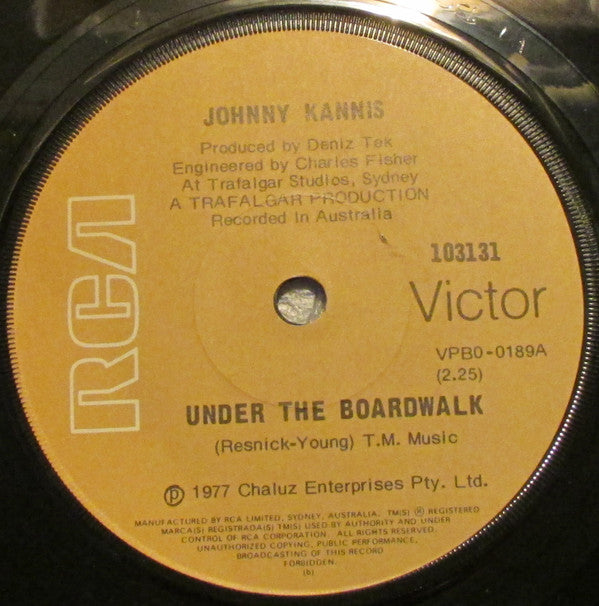 JOHNNY KANNIS
Produced by Deniz Tek
Engineered by Charles Fisher
At Trafalgar Studios, Sydney
A TRAFALGAR PRODUCTION
Recorded In Australia
RCA
103131
Victor
VPB0-0189A
(2.25)
UNDER THE BOARDWALK
(Resnick-Young) T.M. Music
℗ 1977 Chaluz Enterprises Pty. Ltd.
MANUFACTURED BY RCA LIMITED, SYDNEY, AUSTRALIA. TM(S) ® REGISTERED
MARCA(S) REGISTRADA(S) TM(S) USED BY AUTHORITY AND UNDER
CONTROL OF RCA CORPORATION. ALL RIGHTS RESERVED.
UNAUTHORIZED COPYING, PUBLIC PERFORMANCE,
BROADCASTING OF THIS RECORD
FORBIDDEN.
(b)